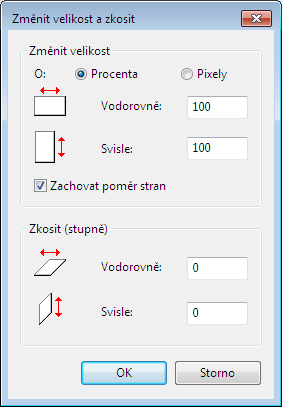 Změnit velikost a zkosit
Změnit velikost
O: Procenta Pixely
Vodorovně: 100
Svisle: 100
Zachovat poměr stran
Zkosit (stupně)
Vodorovně: 0
Svisle: 0
OK Storno